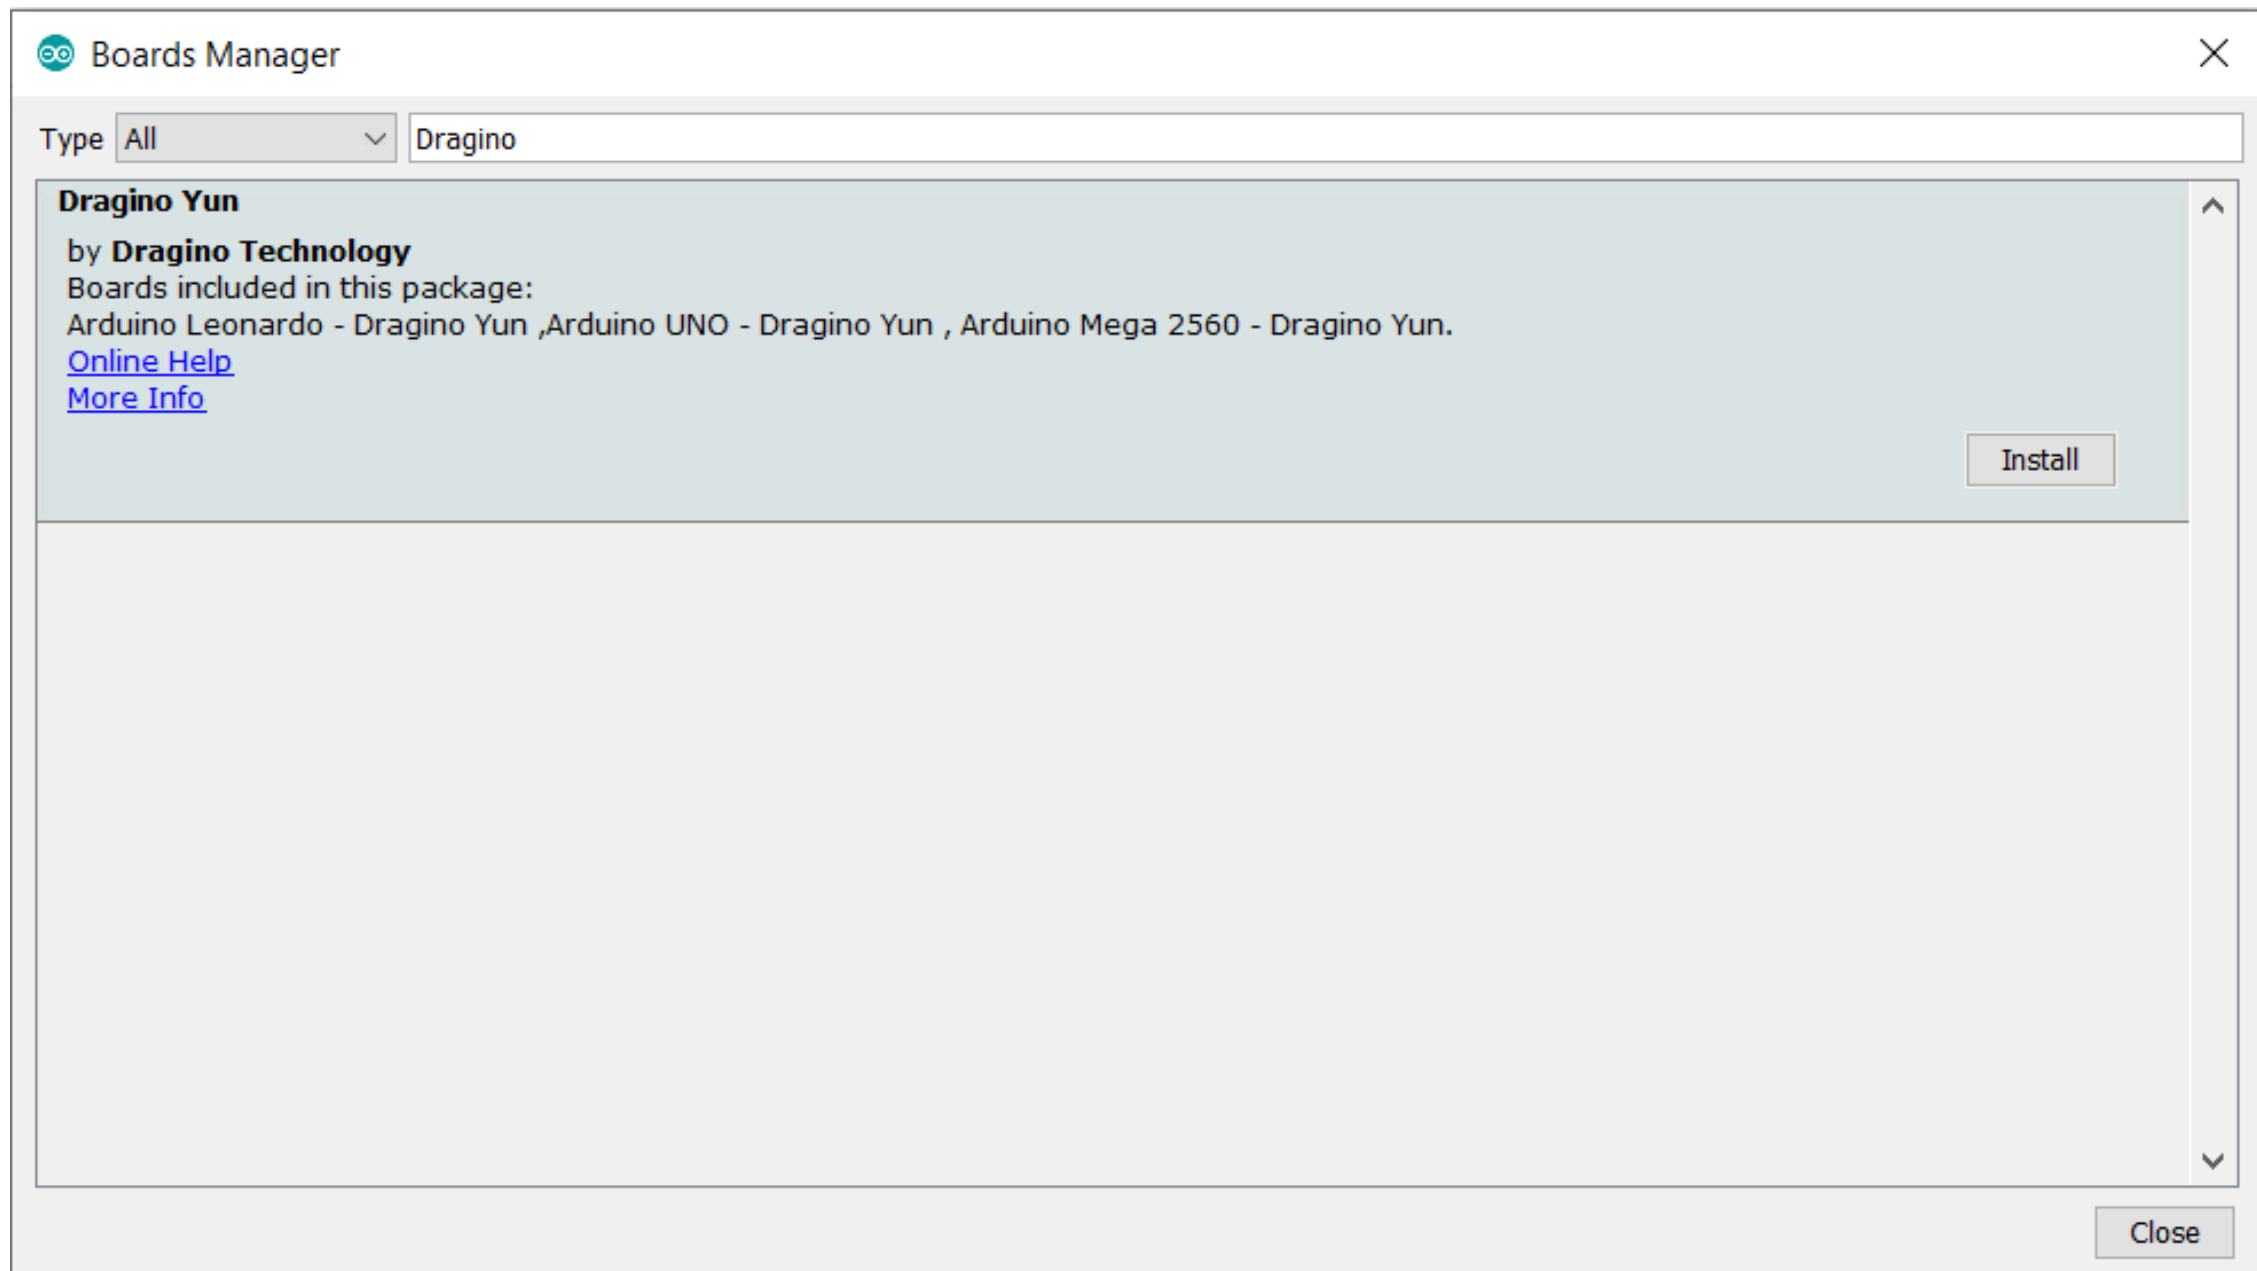 Boards Manager
Type All Dragino
Dragino Yun
by Dragino Technology
Boards included in this package:
Arduino Leonardo - Dragino Yun ,Arduino UNO - Dragino Yun , Arduino Mega 2560 - Dragino Yun.
Online Help
More Info
Install
Close